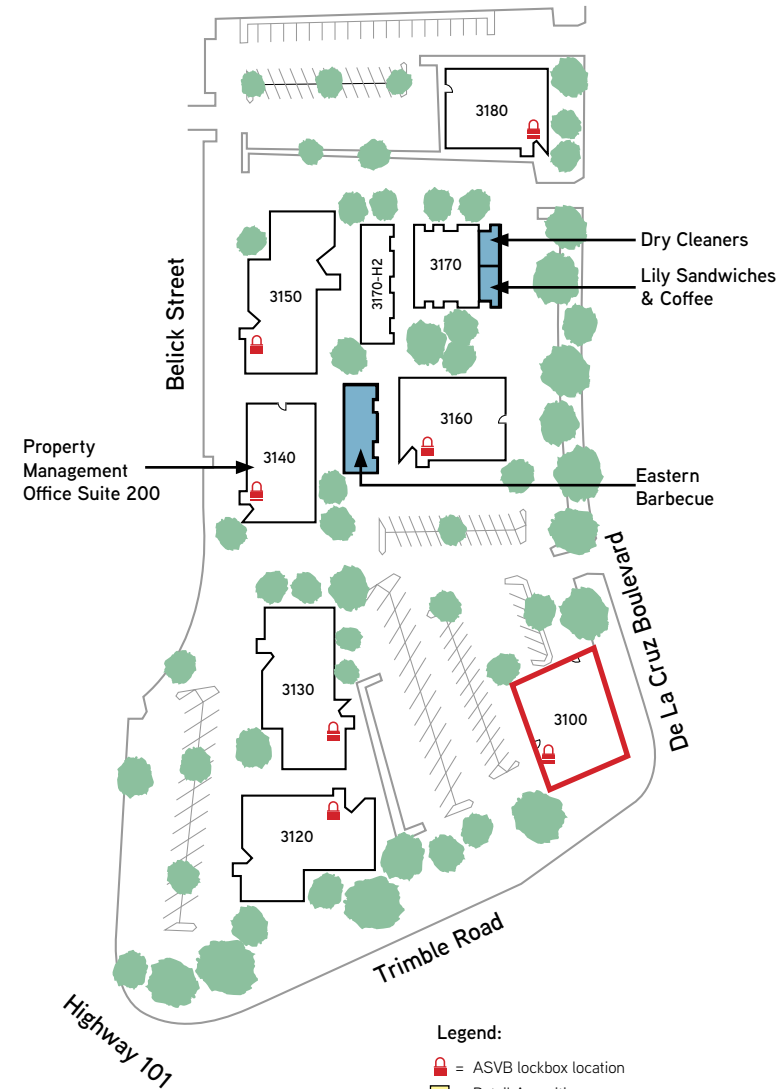 3180
Dry Cleaners
3170
3170-H2
Lily Sandwiches
& Coffee
3150
Belick Street
3160
Property
Management
Office Suite 200
3140
Eastern
Barbecue
De La Cruz Boulevard
3130
3100
3120
Trimble Road
Highway 101
Legend:
= ASVB lockbox location